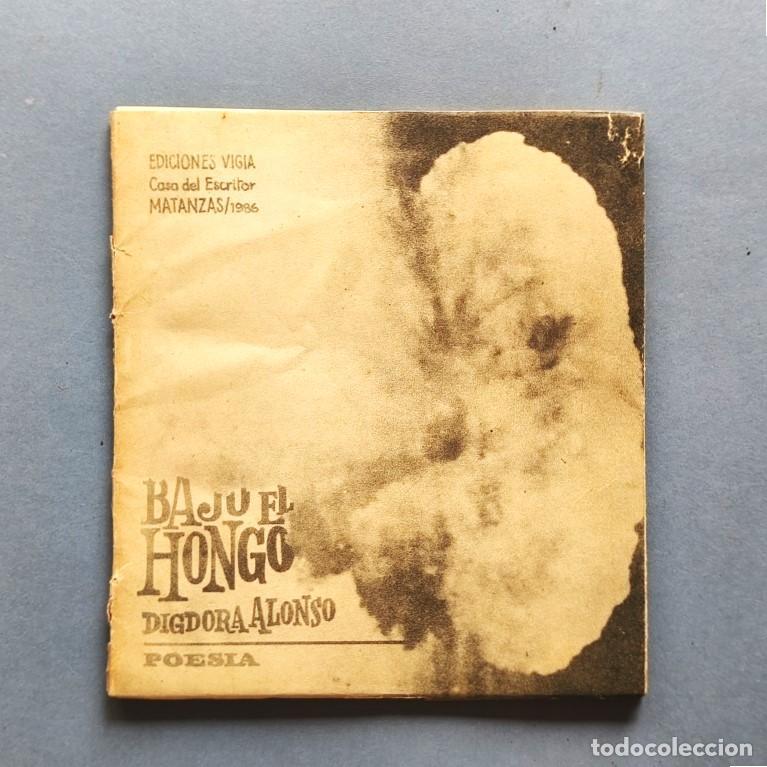 EDICIONES VIGIA
Casa del Escritor
MATANZAS/1986
BAJO EL
HONGO
DIGDORA ALONSO
POESIA
todocoleccion